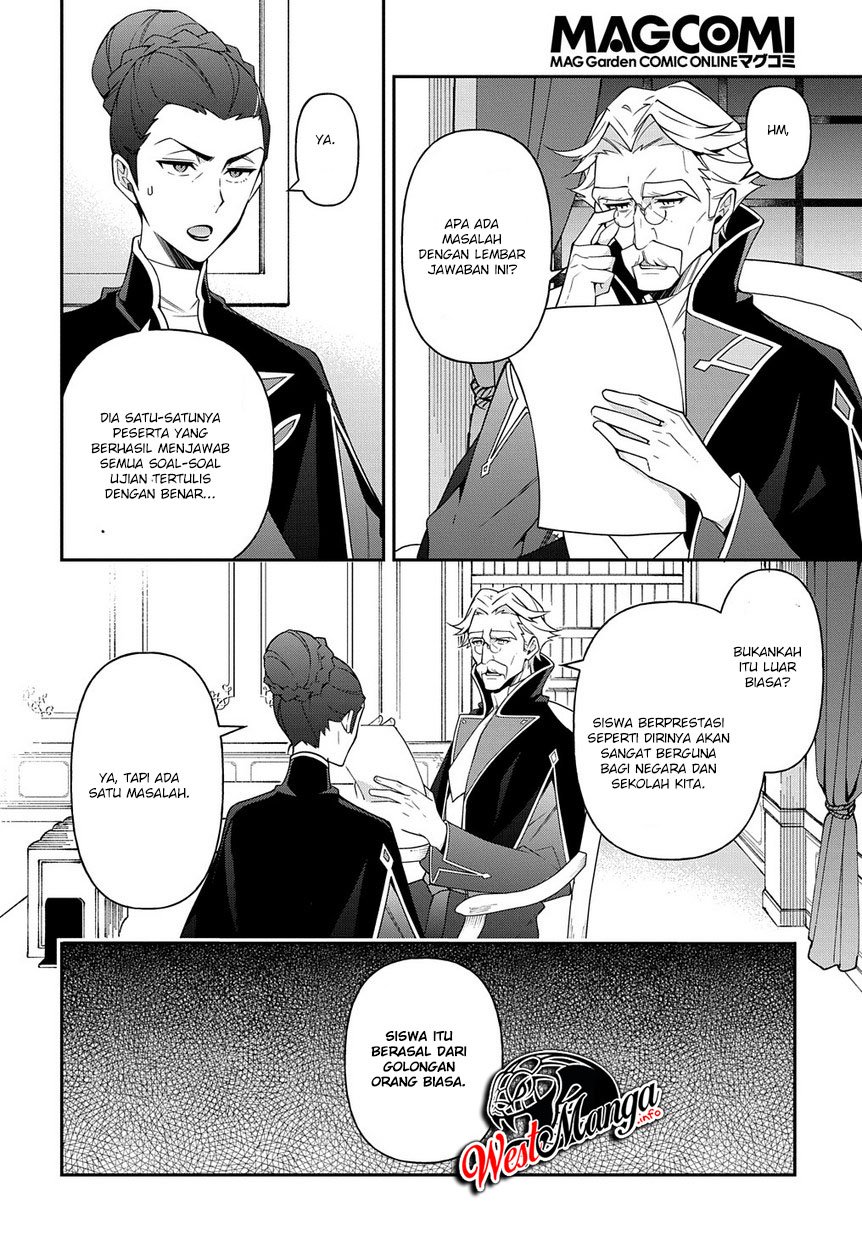 MAGCOMI
MAG Garden COMIC ONLINE マグコミ
HM,
APA ADA
MASALAH
DENGAN LEMBAR
JAWABAN INI?
YA.
DIA SATU-SATUNYA
PESERTA YANG
BERHASIL MENJAWAB
SEMUA SOAL-SOAL
UJIAN TERTULIS
DENGAN BENAR...
BUKANKAH
ITU LUAR
BIASA?
SISWA BERPRESTASI
SEPERTI DIRINYA AKAN
SANGAT BERGUNA
BAGI NEGARA DAN
SEKOLAH KITA.
YA, TAPI ADA
SATU MASALAH.
SISWA ITU
BERASAL DARI
GOLONGAN
ORANG BIASA.
WestManga
.info